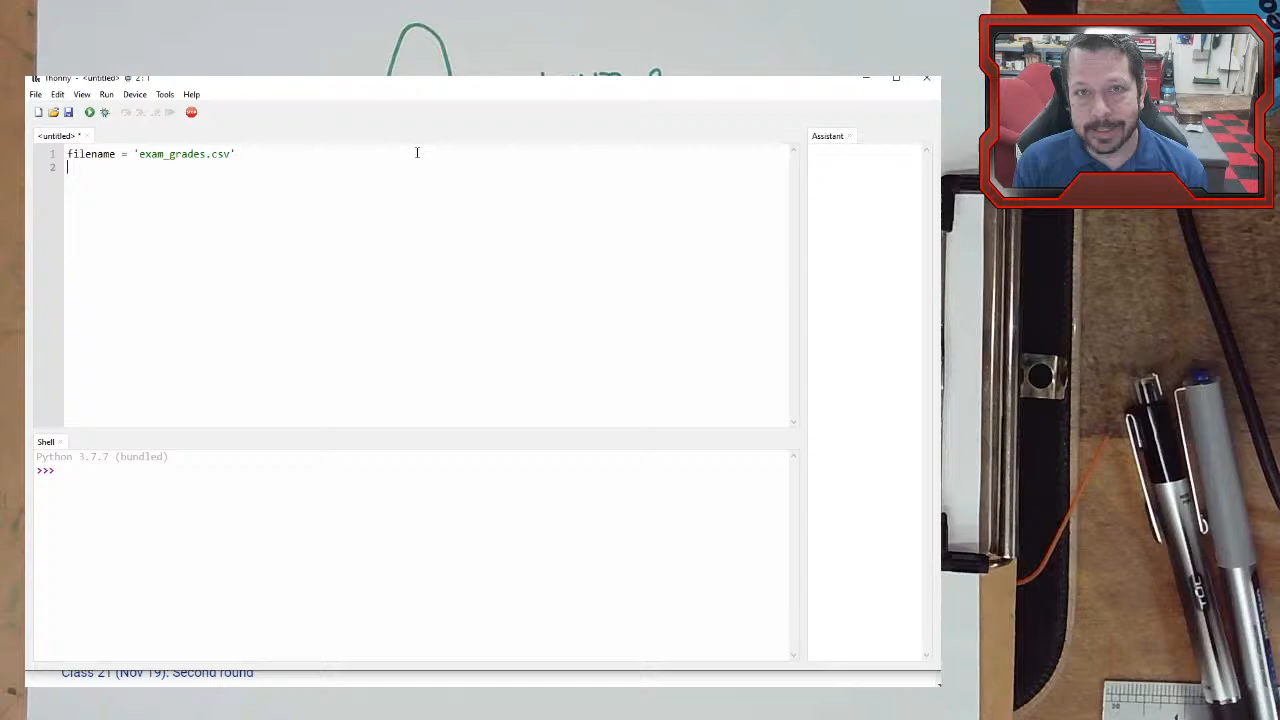 Thonny - <untitled> @ 2:1
File Edit View Run Device Tools Help
STOP
<untitled> *
Assistant
1 filename = 'exam_grades.csv'
2
Shell
Python 3.7.7 (bundled)
>>>
Class 21 (Nov 19): Second round